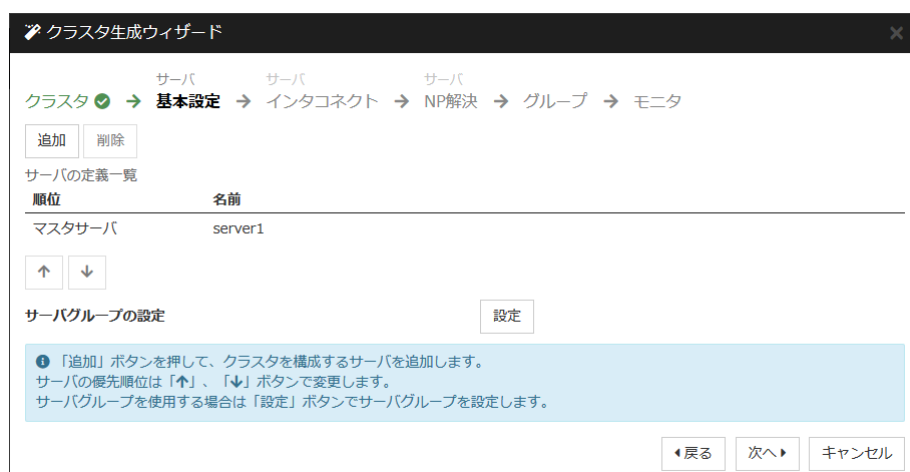 クラスタ生成ウィザード
サーバ サーバ サーバ
クラスタ → 基本設定 → インタコネクト → NP解決 → グループ → モニタ
追加 削除
サーバの定義一覧
順位 名前
マスタサーバ server1
↑ ↓
サーバグループの設定 設定
「追加」ボタンを押して、クラスタを構成するサーバを追加します。
サーバの優先順位は「↑」、「↓」ボタンで変更します。
サーバグループを使用する場合は「設定」ボタンでサーバグループを設定します。
戻る 次へ キャンセル